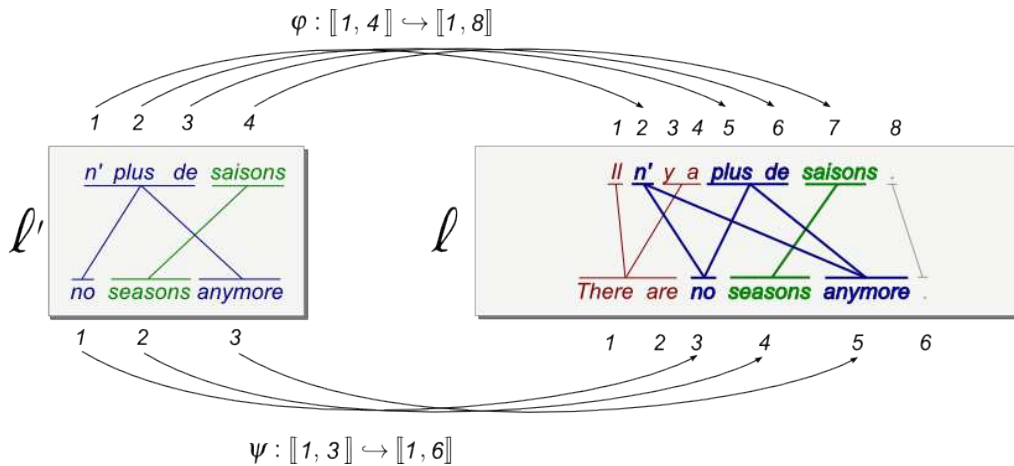 φ : ⟦1, 4⟧ ↪ ⟦1, 8⟧
1 2 3 4
1 2 3 4 5 6 7 8
n' plus de saisons
Il n' y a plus de saisons .
ℓ'
ℓ
no seasons anymore
There are no seasons anymore .
1 2 3
1 2 3 4 5 6
ψ : ⟦1, 3⟧ ↪ ⟦1, 6⟧